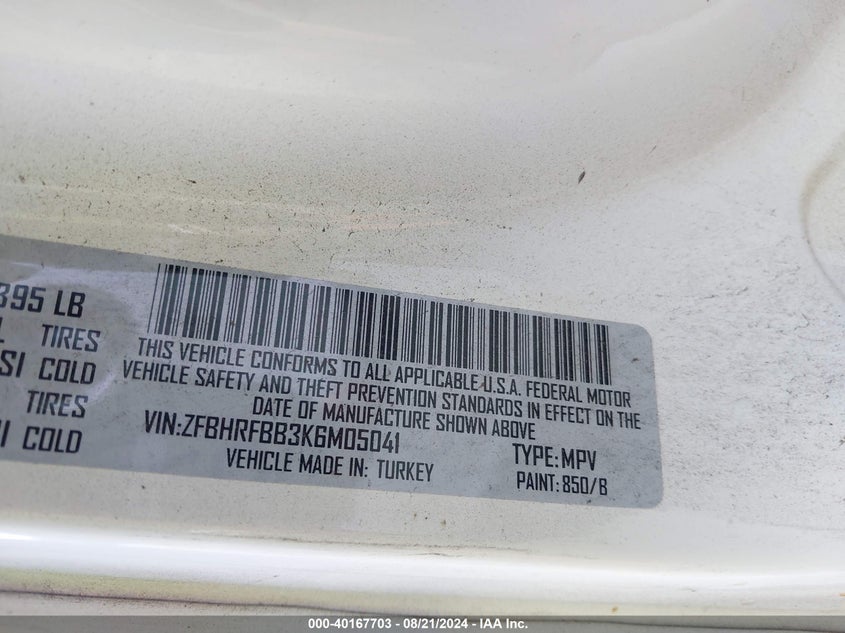 395 LB
TIRES
SI COLD
TIRES
I COLD
THIS VEHICLE CONFORMS TO ALL APPLICABLE U.S.A. FEDERAL MOTOR
VEHICLE SAFETY AND THEFT PREVENTION STANDARDS IN EFFECT ON THE
DATE OF MANUFACTURE SHOWN ABOVE
VIN:ZFBHRFBB3K6M05041
TYPE:MPV
VEHICLE MADE IN: TURKEY
PAINT: 850/B
000-40167703 - 08/21/2024 - IAA Inc.